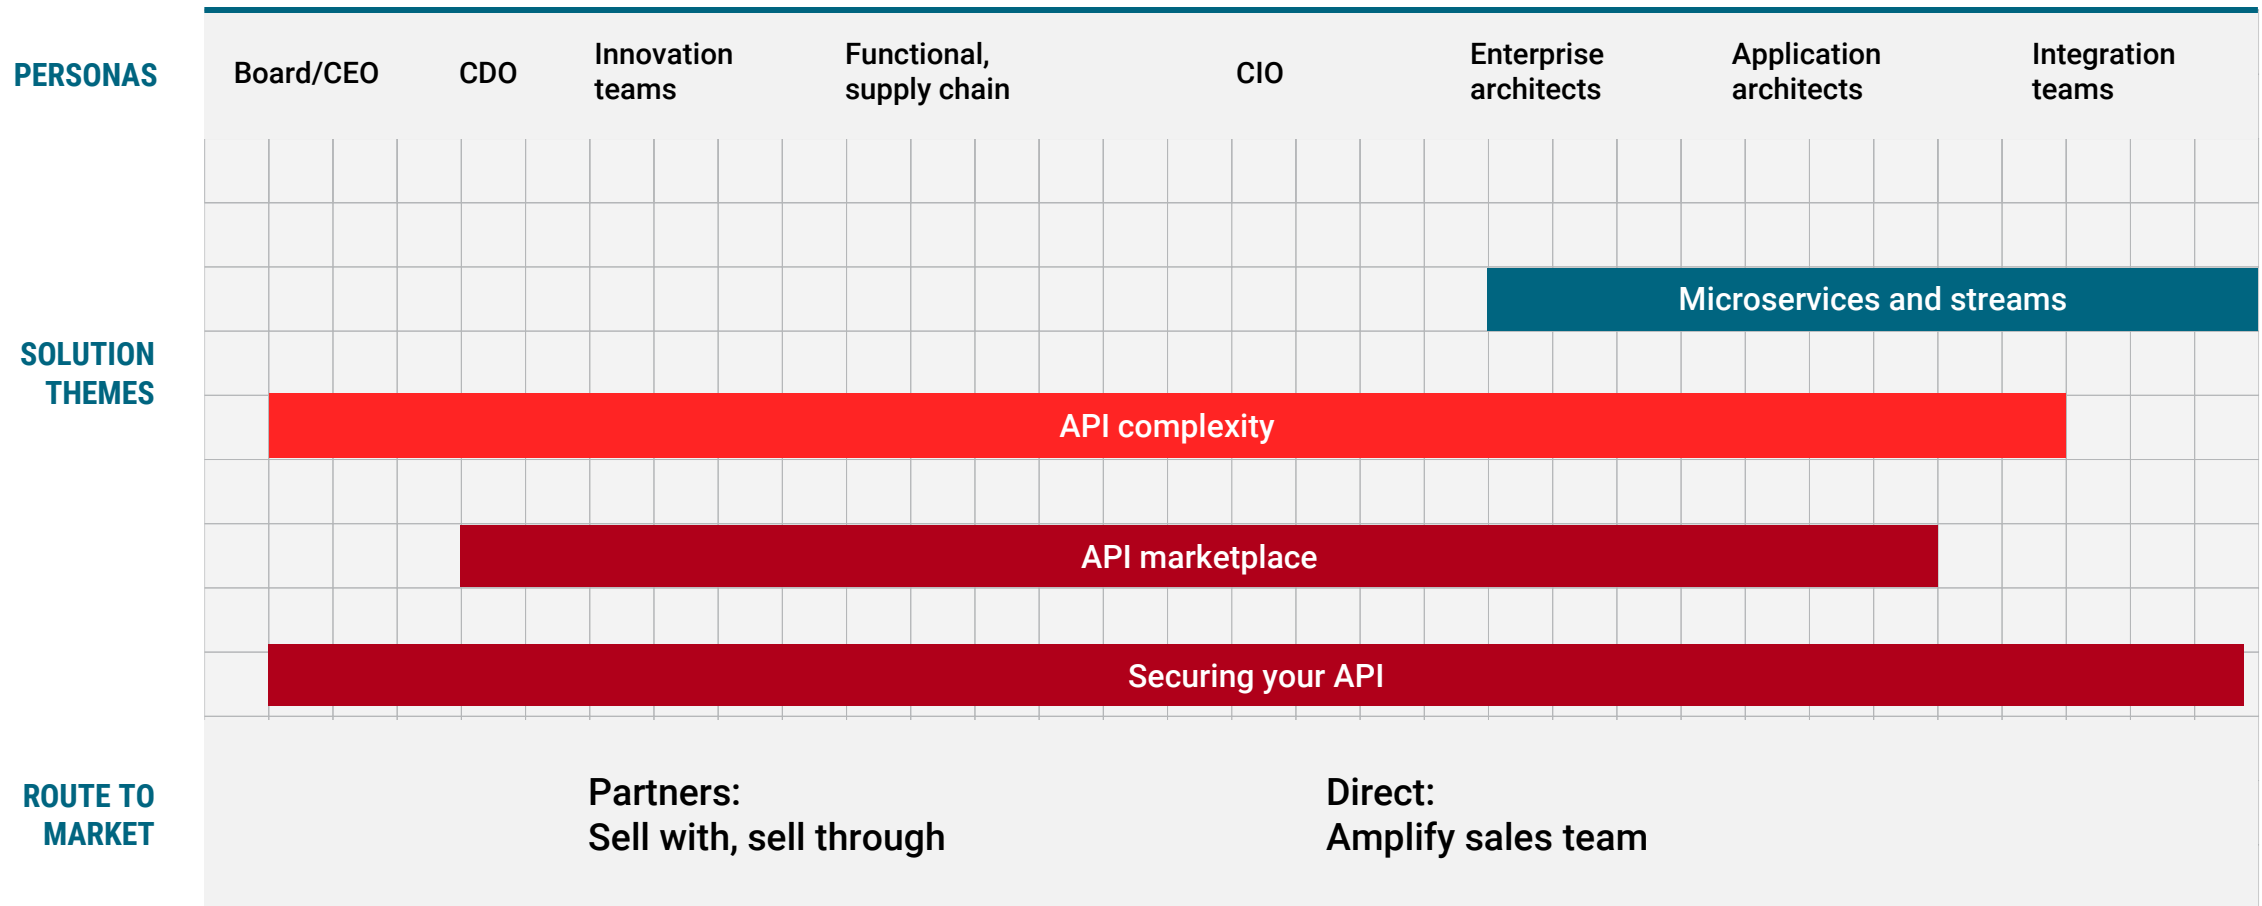 PERSONAS
Board/CEO
CDO
Innovation
teams
Functional,
supply chain
CIO
Enterprise
architects
Application
architects
Integration
teams
SOLUTION
THEMES
Microservices and streams
API complexity
API marketplace
Securing your API
ROUTE TO
MARKET
Partners:
Sell with, sell through
Direct:
Amplify sales team